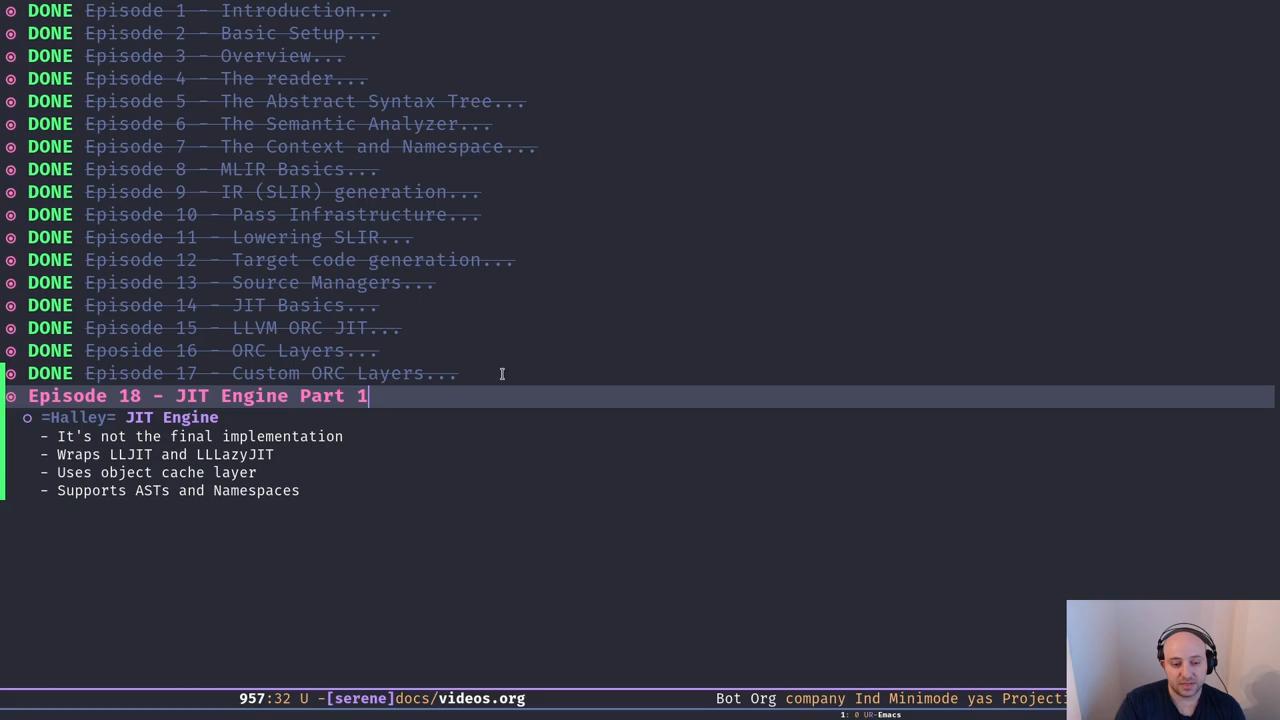 DONE Episode 1 - Introduction...
DONE Episode 2 - Basic Setup...
DONE Episode 3 - Overview...
DONE Episode 4 - The reader...
DONE Episode 5 - The Abstract Syntax Tree...
DONE Episode 6 - The Semantic Analyzer...
DONE Episode 7 - The Context and Namespace...
DONE Episode 8 - MLIR Basics...
DONE Episode 9 - IR (SLIR) generation...
DONE Episode 10 - Pass Infrastructure...
DONE Episode 11 - Lowering SLIR...
DONE Episode 12 - Target code generation...
DONE Episode 13 - Source Managers...
DONE Episode 14 - JIT Basics...
DONE Episode 15 - LLVM ORC JIT...
DONE Eposide 16 - ORC Layers...
DONE Episode 17 - Custom ORC Layers...
Episode 18 - JIT Engine Part 1
=Halley= JIT Engine
- It's not the final implementation
- Wraps LLJIT and LLLazyJIT
- Uses object cache layer
- Supports ASTs and Namespaces
957:32 U -[serene]docs/videos.org Bot Org company Ind Minimode yas Projecti
1: 0 UR-Emacs